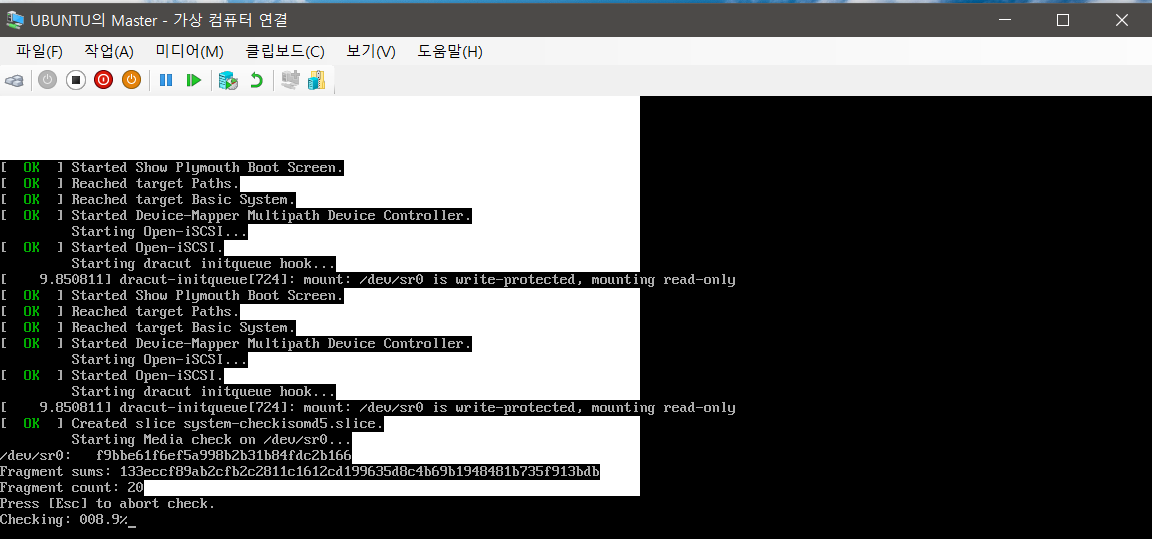 UBUNTU의 Master - 가상 컴퓨터 연결
파일(F) 작업(A) 미디어(M) 클립보드(C) 보기(V) 도움말(H)
[  OK  ] Started Show Plymouth Boot Screen.
[  OK  ] Reached target Paths.
[  OK  ] Reached target Basic System.
[  OK  ] Started Device-Mapper Multipath Device Controller.
Starting Open-iSCSI...
[  OK  ] Started Open-iSCSI.
Starting dracut initqueue hook...
[    9.850811] dracut-initqueue[724]: mount: /dev/sr0 is write-protected, mounting read-only
[  OK  ] Started Show Plymouth Boot Screen.
[  OK  ] Reached target Paths.
[  OK  ] Reached target Basic System.
[  OK  ] Started Device-Mapper Multipath Device Controller.
Starting Open-iSCSI...
[  OK  ] Started Open-iSCSI.
Starting dracut initqueue hook...
[    9.850811] dracut-initqueue[724]: mount: /dev/sr0 is write-protected, mounting read-only
[  OK  ] Created slice system-checkisomd5.slice.
Starting Media check on /dev/sr0...
/dev/sr0:   f9bbe61f6ef5a998b2b31b84fdc2b166
Fragment sums: 133eccf89ab2cfb2c2811c1612cd199635d8c4b69b1948481b735f913bdb
Fragment count: 20
Press [Esc] to abort check.
Checking: 008.9%_